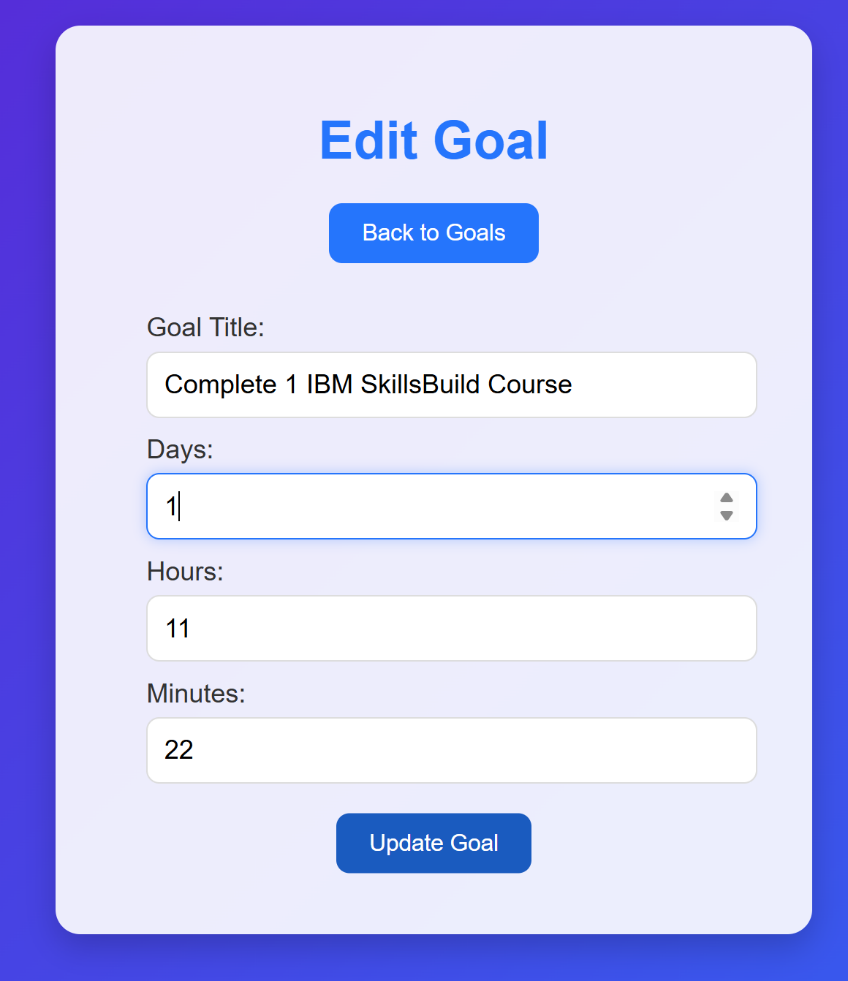 Edit Goal
Back to Goals
Goal Title:
Complete 1 IBM SkillsBuild Course
Days:
1
Hours:
11
Minutes:
22
Update Goal